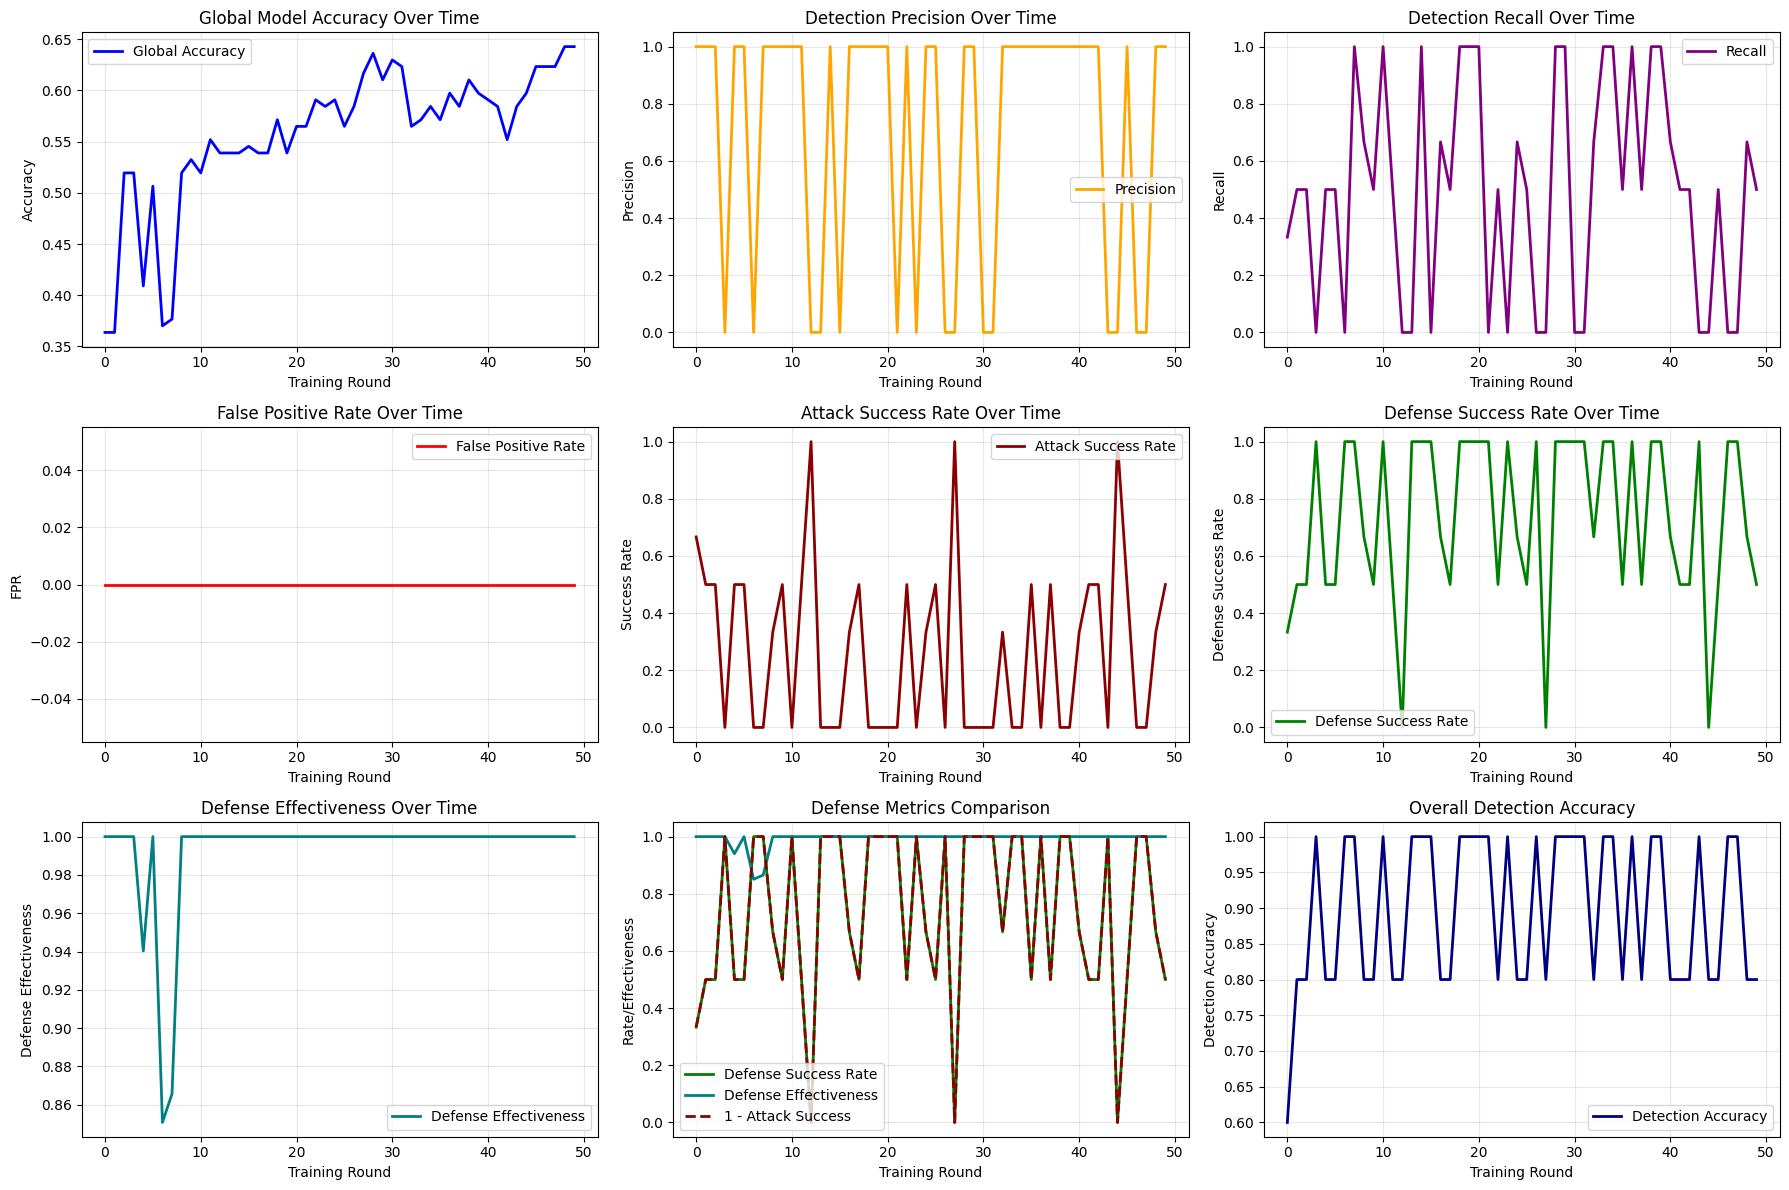 Global Model Accuracy Over Time
Global Accuracy
Accuracy
0.65
0.60
0.55
0.50
0.45
0.40
0.35
0 10 20 30 40 50
Training Round
Detection Precision Over Time
Precision
Precision
1.0
0.8
0.6
0.4
0.2
0.0
0 10 20 30 40 50
Training Round
Detection Recall Over Time
Recall
Recall
1.0
0.8
0.6
0.4
0.2
0.0
0 10 20 30 40 50
Training Round
False Positive Rate Over Time
False Positive Rate
FPR
0.04
0.02
0.00
−0.02
−0.04
0 10 20 30 40 50
Training Round
Attack Success Rate Over Time
Attack Success Rate
Success Rate
1.0
0.8
0.6
0.4
0.2
0.0
0 10 20 30 40 50
Training Round
Defense Success Rate Over Time
Defense Success Rate
Defense Success Rate
1.0
0.8
0.6
0.4
0.2
0.0
0 10 20 30 40 50
Training Round
Defense Effectiveness Over Time
Defense Effectiveness
Defense Effectiveness
1.00
0.98
0.96
0.94
0.92
0.90
0.88
0.86
0 10 20 30 40 50
Training Round
Defense Metrics Comparison
Rate/Effectiveness
1.0
0.8
0.6
0.4
0.2
0.0
Defense Success Rate
Defense Effectiveness
1 - Attack Success
0 10 20 30 40 50
Training Round
Overall Detection Accuracy
Detection Accuracy
1.00
0.95
0.90
0.85
0.80
0.75
0.70
0.65
0.60
Detection Accuracy
0 10 20 30 40 50
Training Round